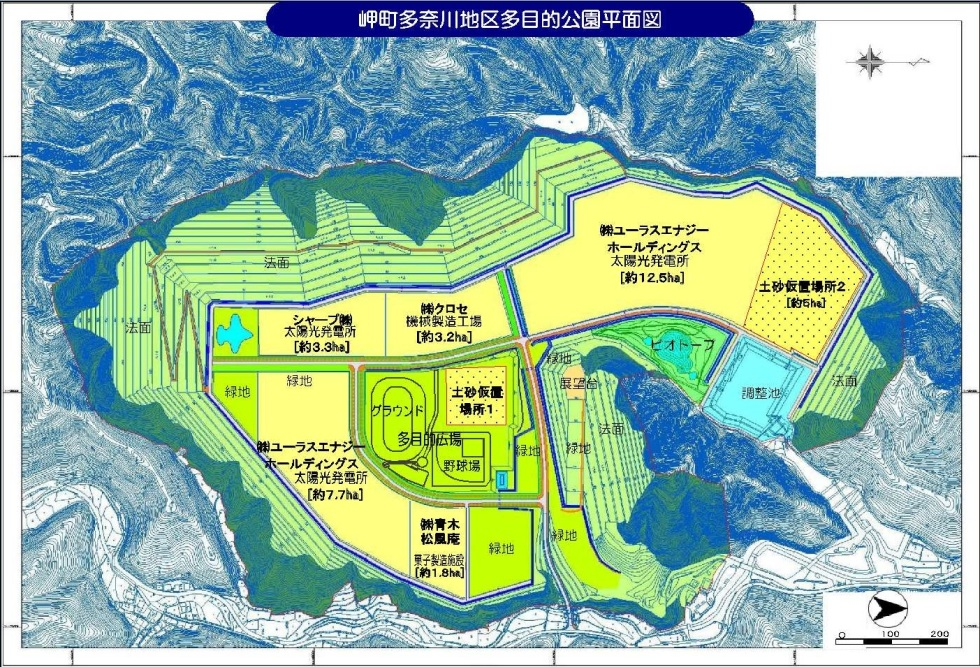 岬町多奈川地区多目的公園平面図
㈱ユーラスエナジー
ホールディングス
太陽光発電所
[約12.5ha]
土砂仮置場所2
[約5ha]
法面
法面
シャープ㈱
太陽光発電所
[約3.3ha]
㈱クロセ
機械製造工場
[約3.2ha]
ビオトープ
調整池
法面
緑地
展望台
緑地
緑地
グラウンド
土砂仮置
場所1
多目的広場
野球場
緑地
緑地
法面
㈱ユーラスエナジー
ホールディングス
太陽光発電所
[約7.7ha]
㈱青木
松風庵
菓子製造施設
[約1.8ha]
緑地
緑地
0 100 200